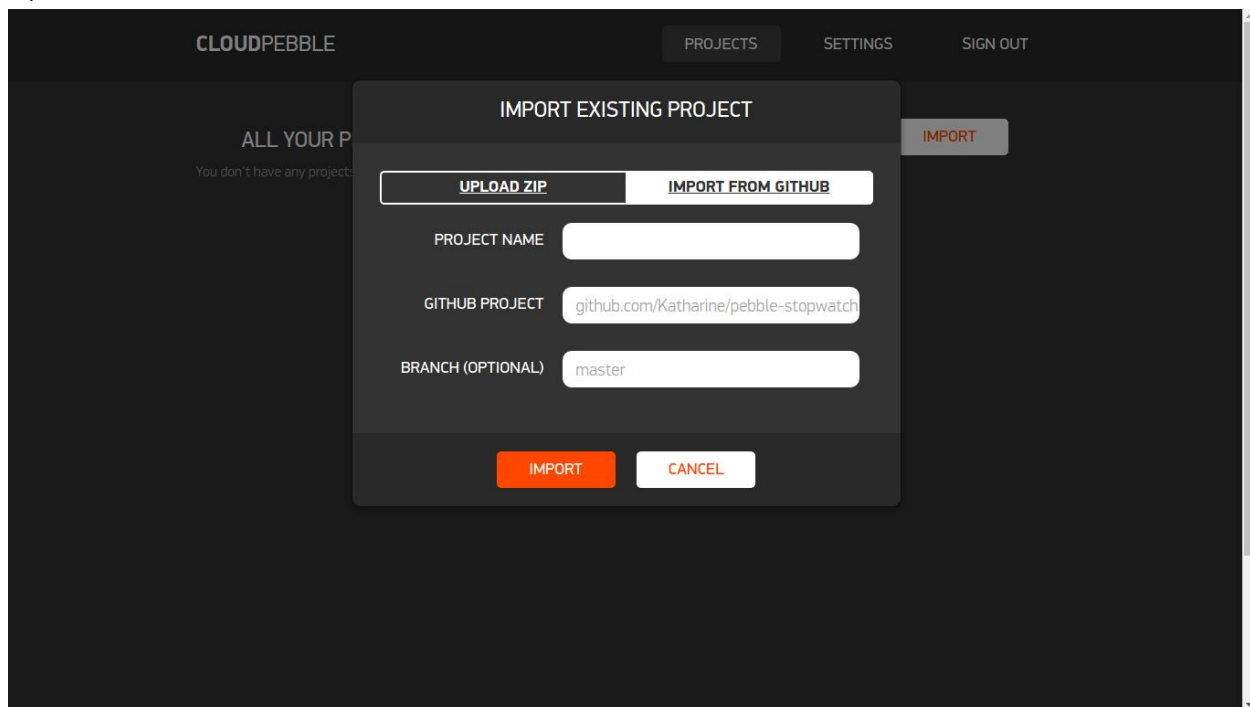 CLOUDPEBBLE PROJECTS SETTINGS SIGN OUT
IMPORT EXISTING PROJECT
ALL YOUR P IMPORT
You don't have any projects
UPLOAD ZIP IMPORT FROM GITHUB
PROJECT NAME
GITHUB PROJECT github.com/Katharine/pebble-stopwatch
BRANCH (OPTIONAL) master
IMPORT CANCEL